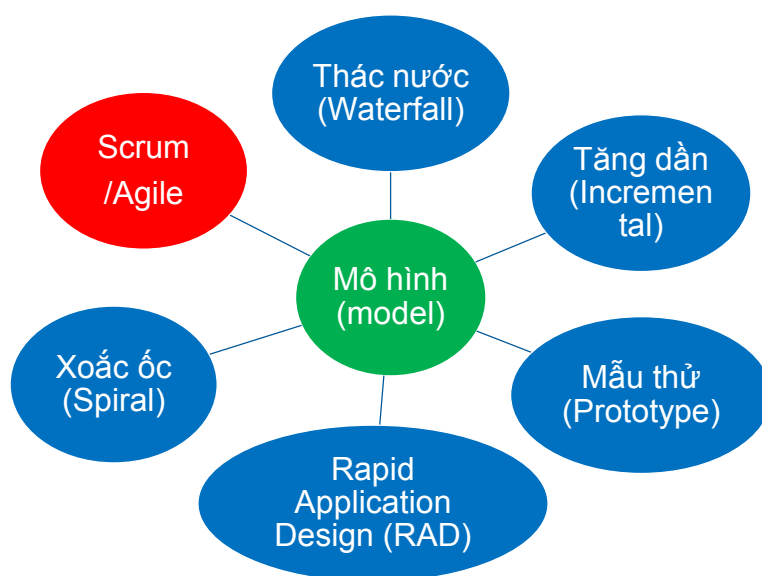 Thác nước
(Waterfall)
Scrum
/Agile
Tăng dần
(Incremen
tal)
Mô hình
(model)
Xoắc ốc
(Spiral)
Mẫu thử
(Prototype)
Rapid
Application
Design (RAD)